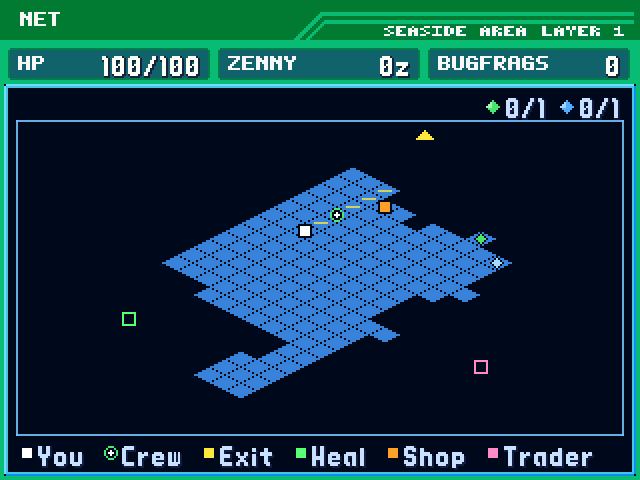 NET
SEASIDE AREA LAYER 1
HP 100/100 ZENNY 0z BUGFRAGS 0
0/1 0/1
You Crew Exit Heal Shop Trader